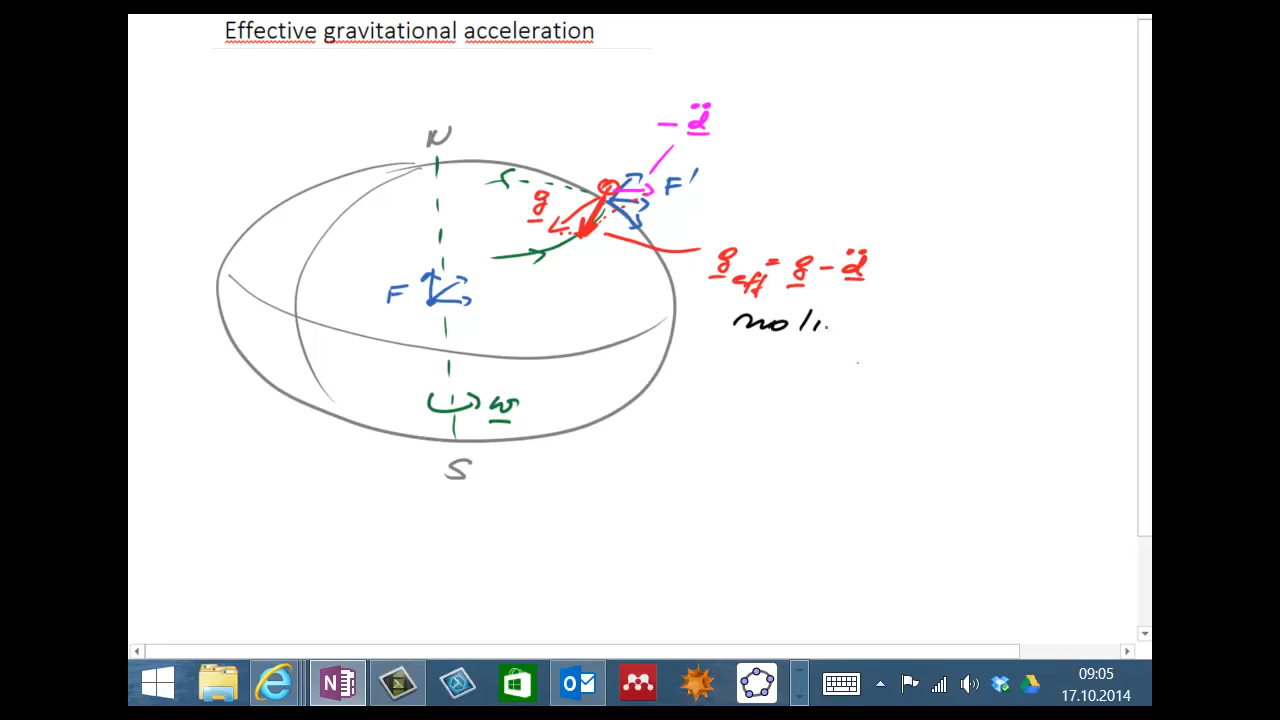 Effective gravitational acceleration
N
- d̈
g
F'
F
g_eff = g - d̈
ω
S
09:05
17.10.2014